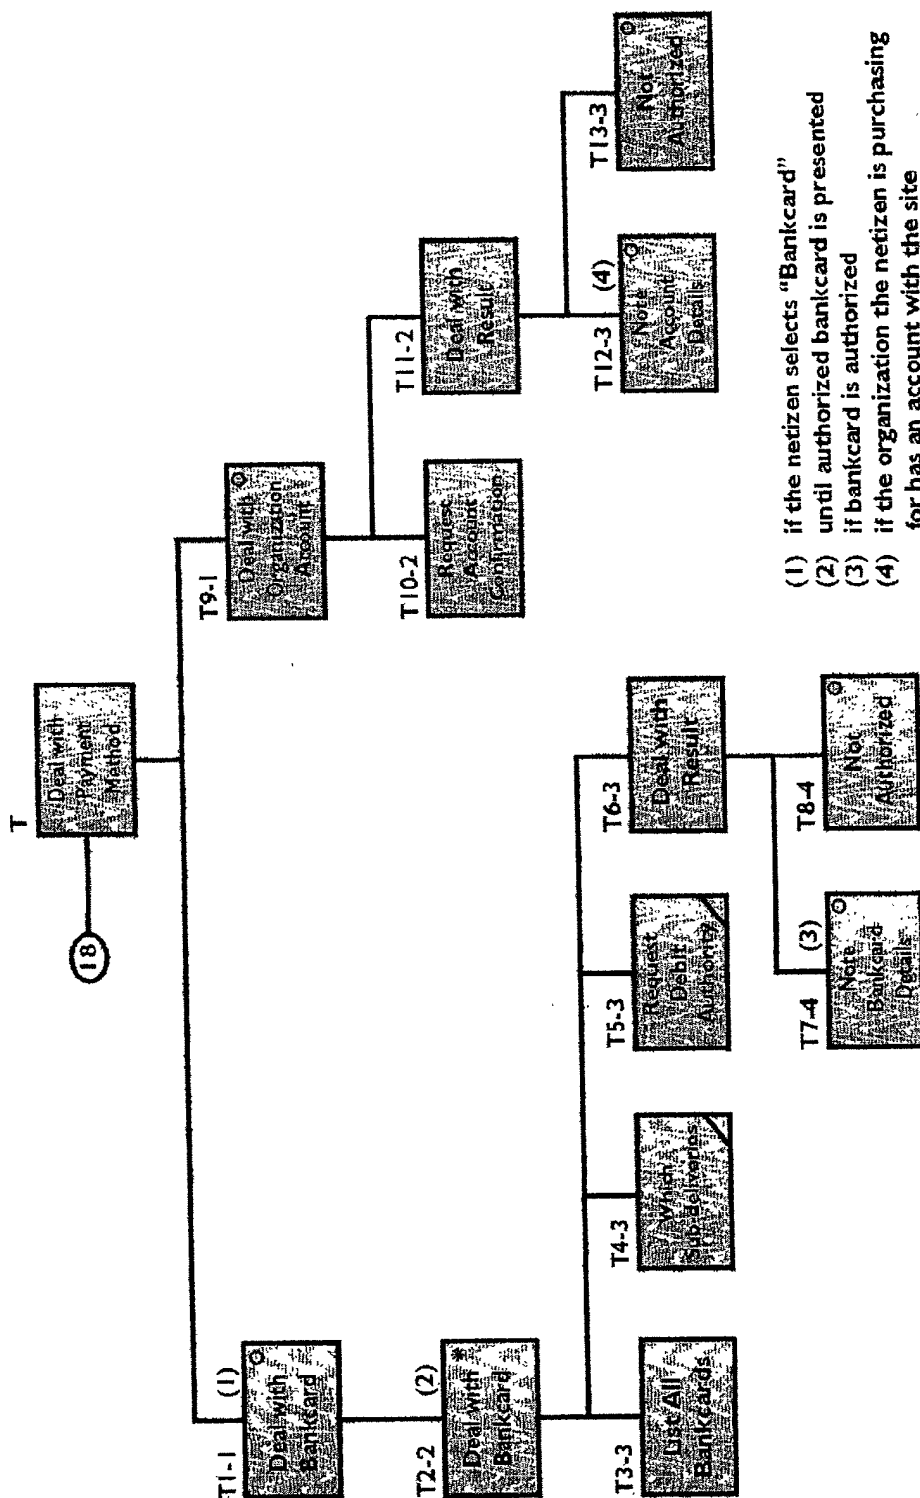 T
Deal with
Payment
Method
18
T1-1
(1)
Deal with
Bankcard
T2-2
(2)
Deal with
Bankcard
T3-3
List All
Bankcards
T4-3
Which
Sub-deliveries
T5-3
Request
Debit
Authority
T6-3
Deal with
Result
T7-4
(3)
Note
Bankcard
Details
T8-4
Not
Authorized
T9-1
Deal with
Organization
Account
T10-2
Request
Account
Confirmation
T11-2
Deal with
Result
T12-3
(4)
Note
Account
Details
T13-3
Not
Authorized
(1) if the netizen selects “Bankcard”
(2) until authorized bankcard is presented
(3) if bankcard is authorized
(4) if the organization the netizen is purchasing
for has an account with the site